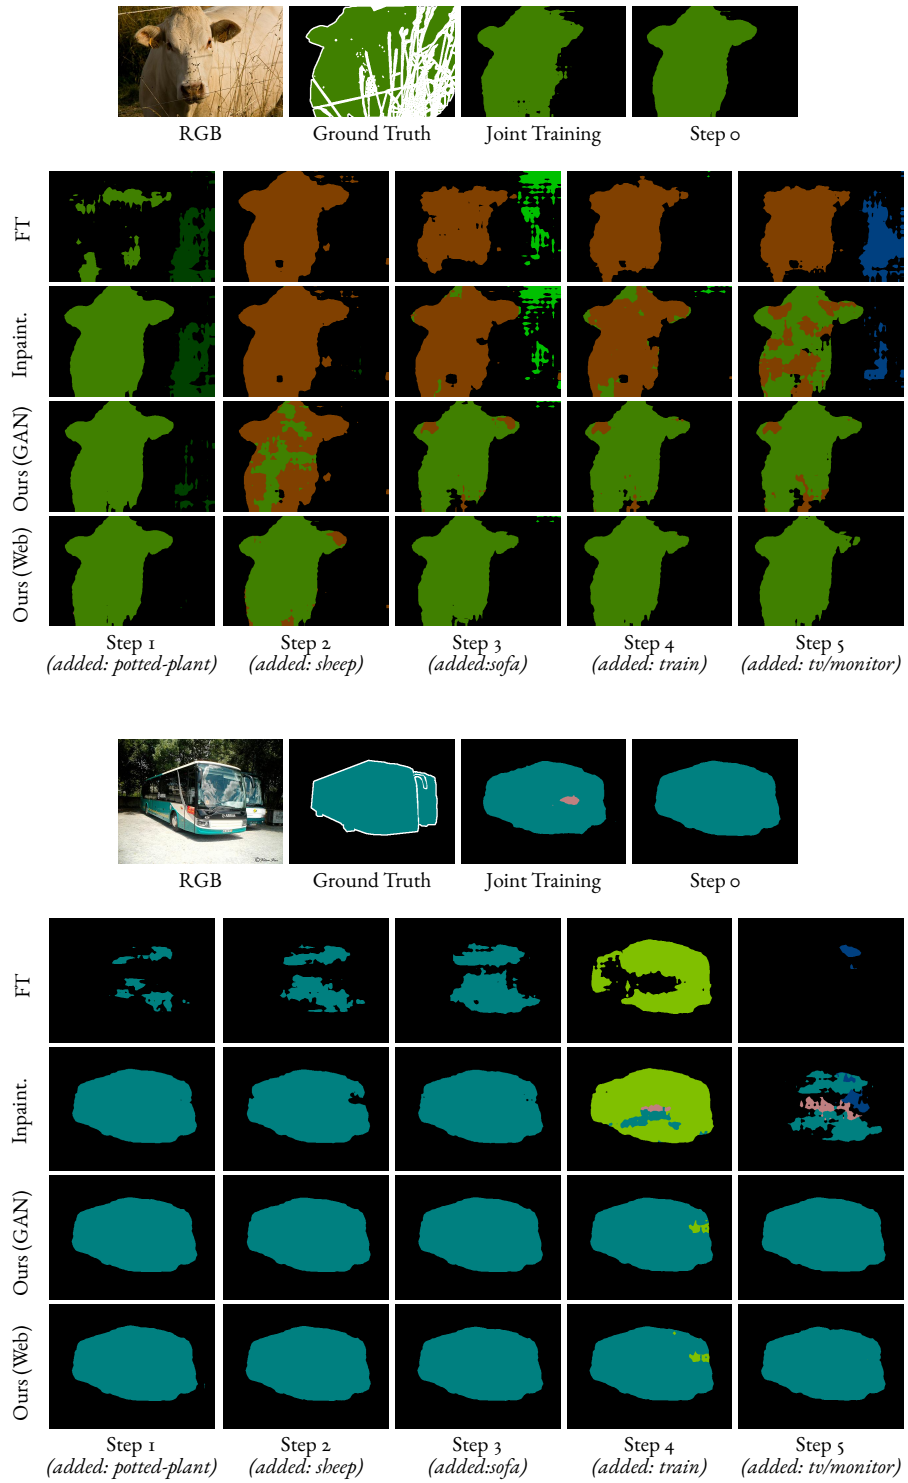 RGB
Ground Truth
Joint Training
Step 0
FT
Inpaint.
Ours (GAN)
Ours (Web)
Step 1
(added: potted-plant)
Step 2
(added: sheep)
Step 3
(added:sofa)
Step 4
(added: train)
Step 5
(added: tv/monitor)
RGB
Ground Truth
Joint Training
Step 0
FT
Inpaint.
Ours (GAN)
Ours (Web)
Step 1
(added: potted-plant)
Step 2
(added: sheep)
Step 3
(added:sofa)
Step 4
(added: train)
Step 5
(added: tv/monitor)